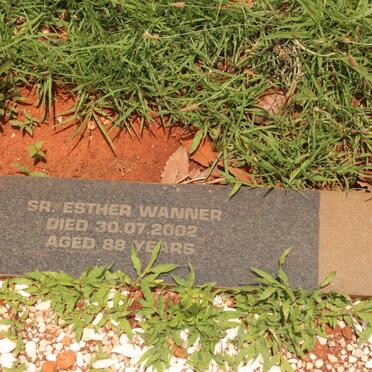 SR. ESTHER WANNER
DIED 30.07.2002
AGED 88 YEARS